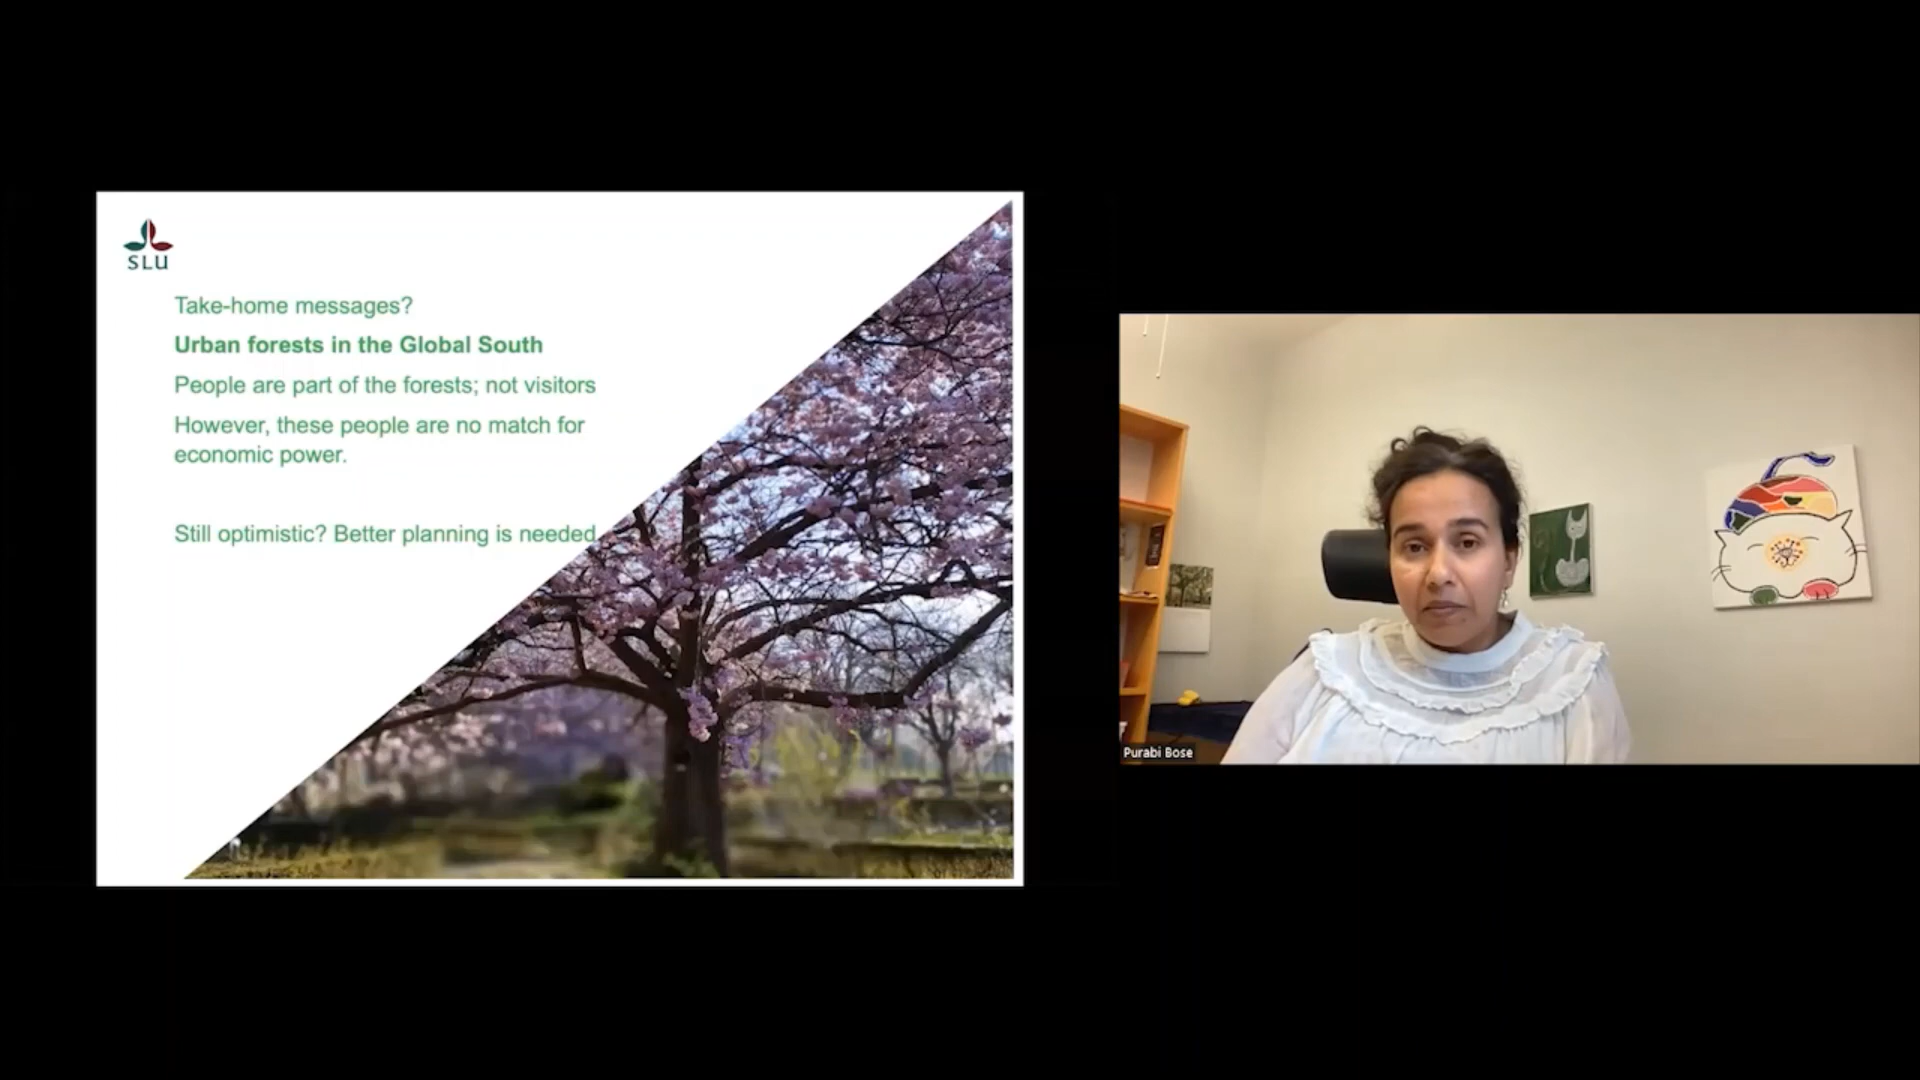 SLU
Take-home messages?
Urban forests in the Global South
People are part of the forests; not visitors
However, these people are no match for
economic power.
Still optimistic? Better planning is needed.
Purabi Bose